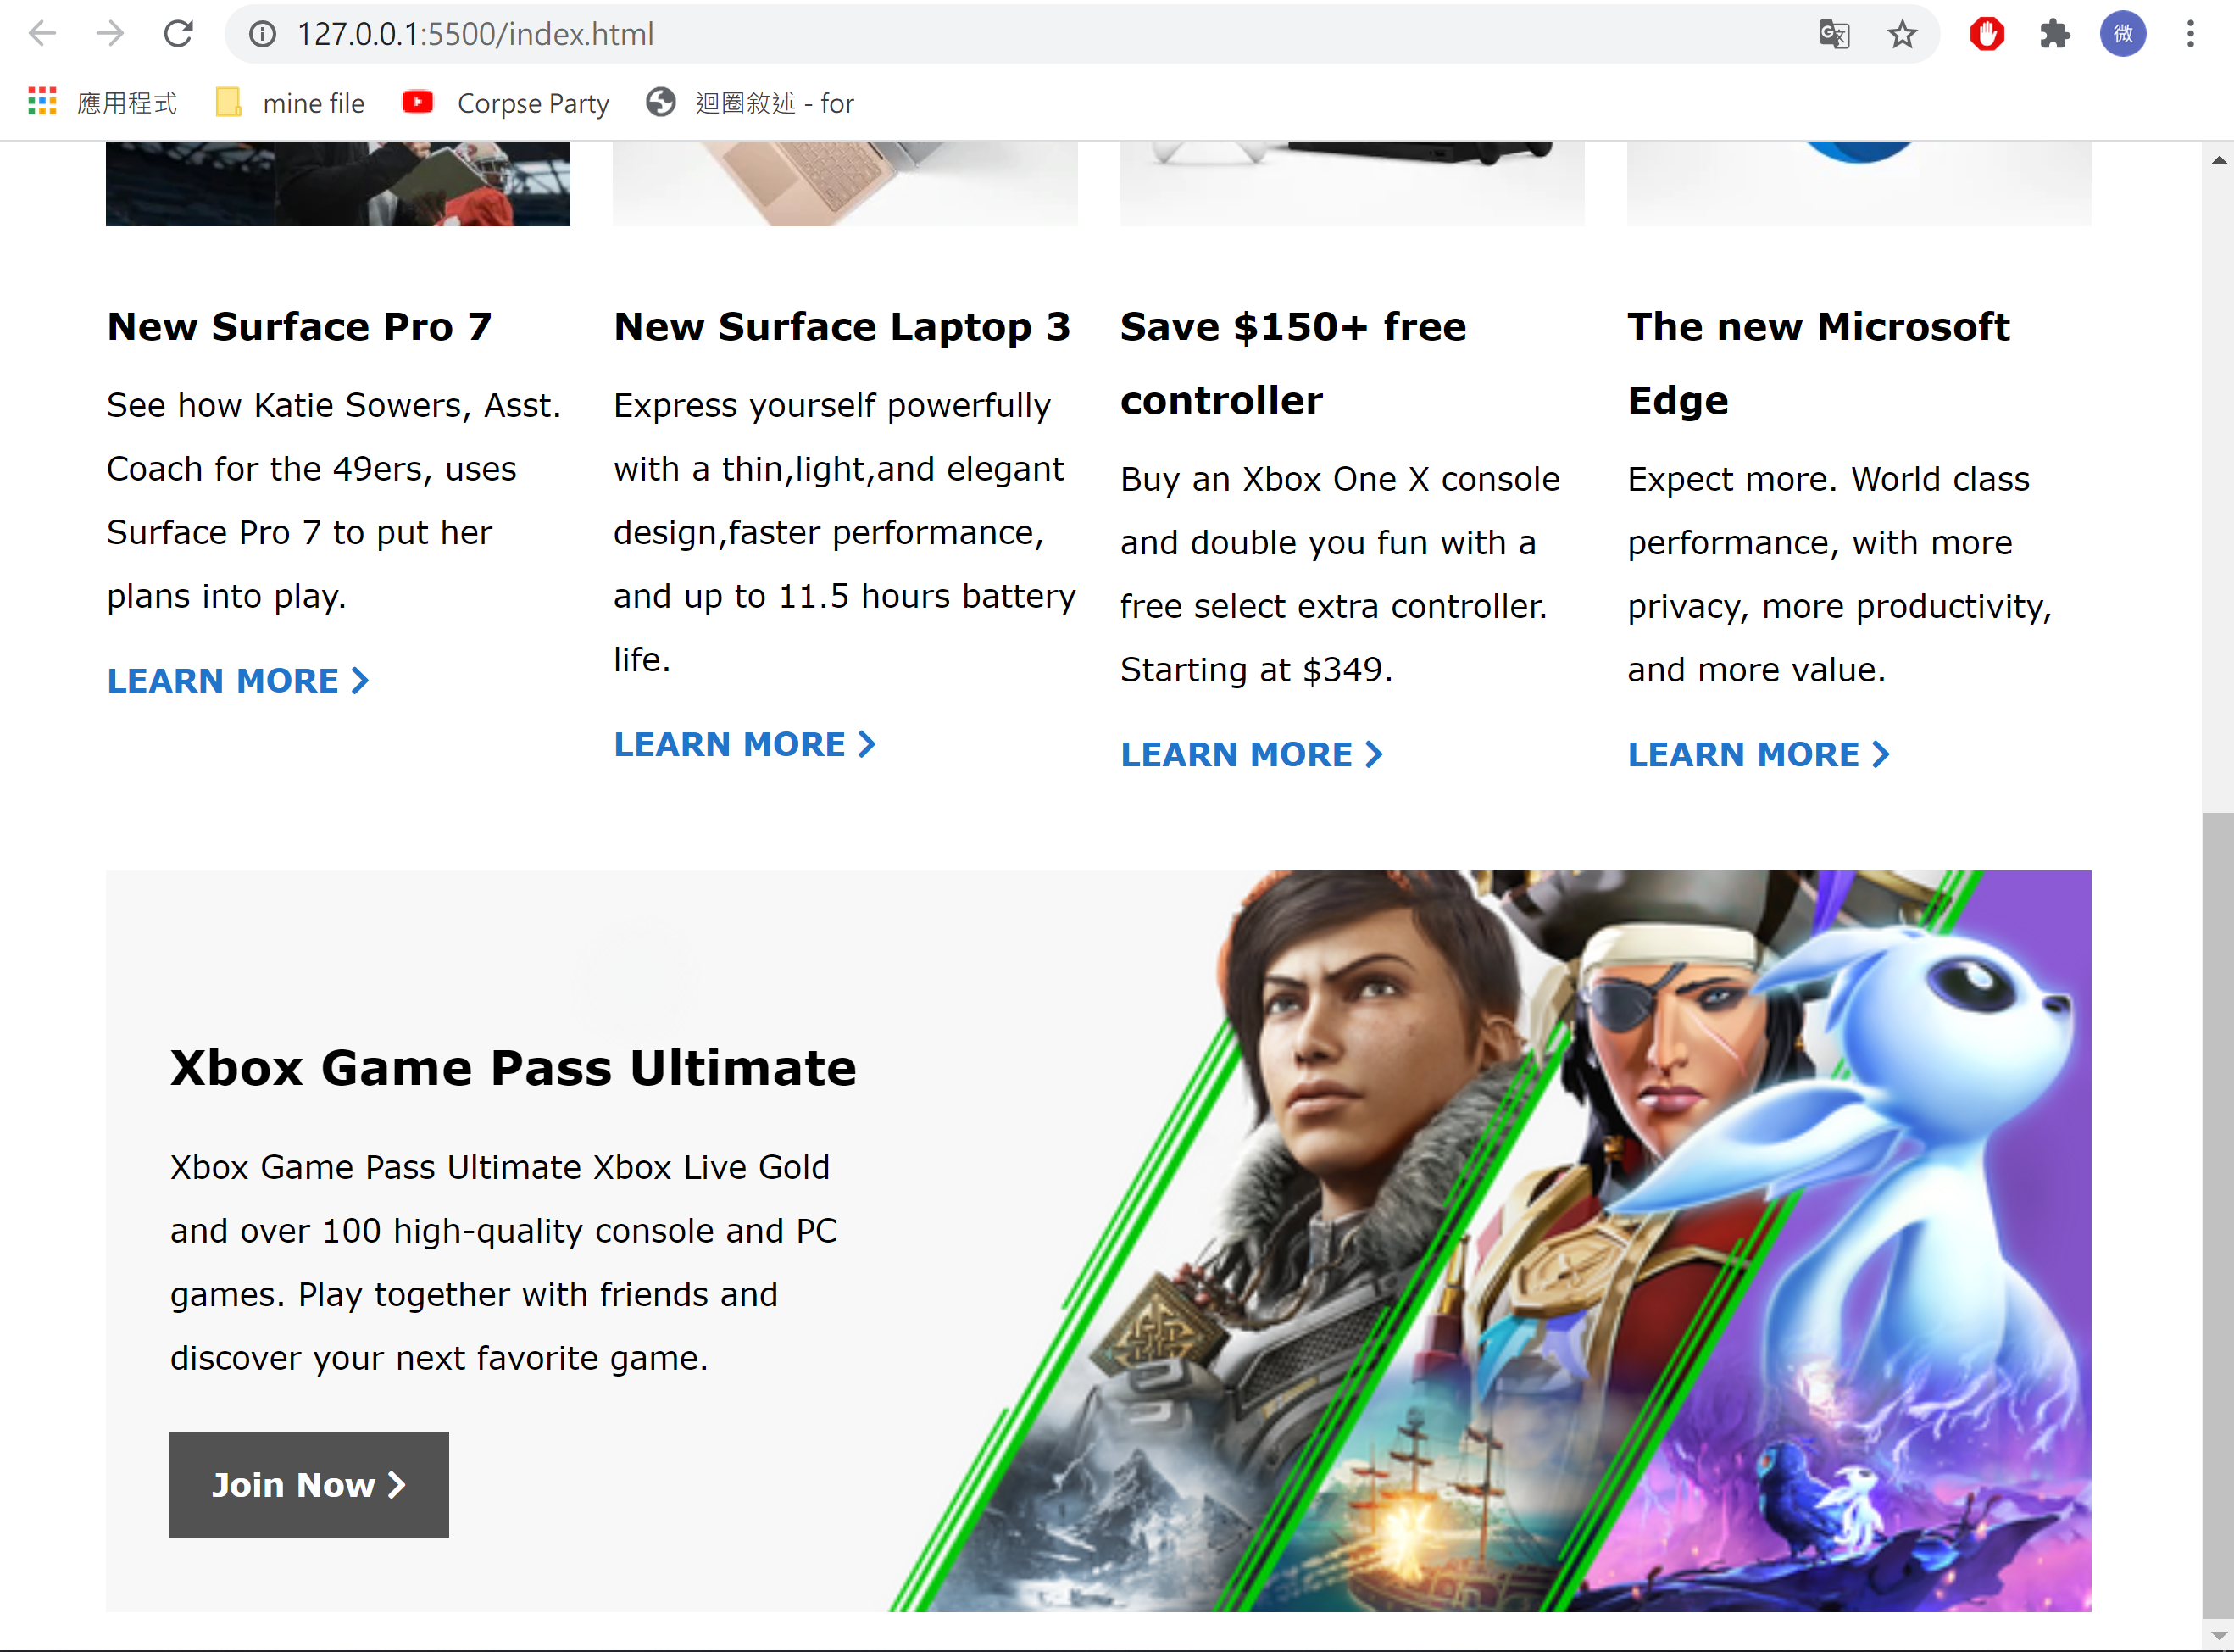 127.0.0.1:5500/index.html
微
應用程式 mine file Corpse Party 迴圈敘述 - for
New Surface Pro 7
See how Katie Sowers, Asst.
Coach for the 49ers, uses
Surface Pro 7 to put her
plans into play.
LEARN MORE
New Surface Laptop 3
Express yourself powerfully
with a thin,light,and elegant
design,faster performance,
and up to 11.5 hours battery
life.
LEARN MORE
Save $150+ free
controller
Buy an Xbox One X console
and double you fun with a
free select extra controller.
Starting at $349.
LEARN MORE
The new Microsoft
Edge
Expect more. World class
performance, with more
privacy, more productivity,
and more value.
LEARN MORE
Xbox Game Pass Ultimate
Xbox Game Pass Ultimate Xbox Live Gold
and over 100 high-quality console and PC
games. Play together with friends and
discover your next favorite game.
Join Now